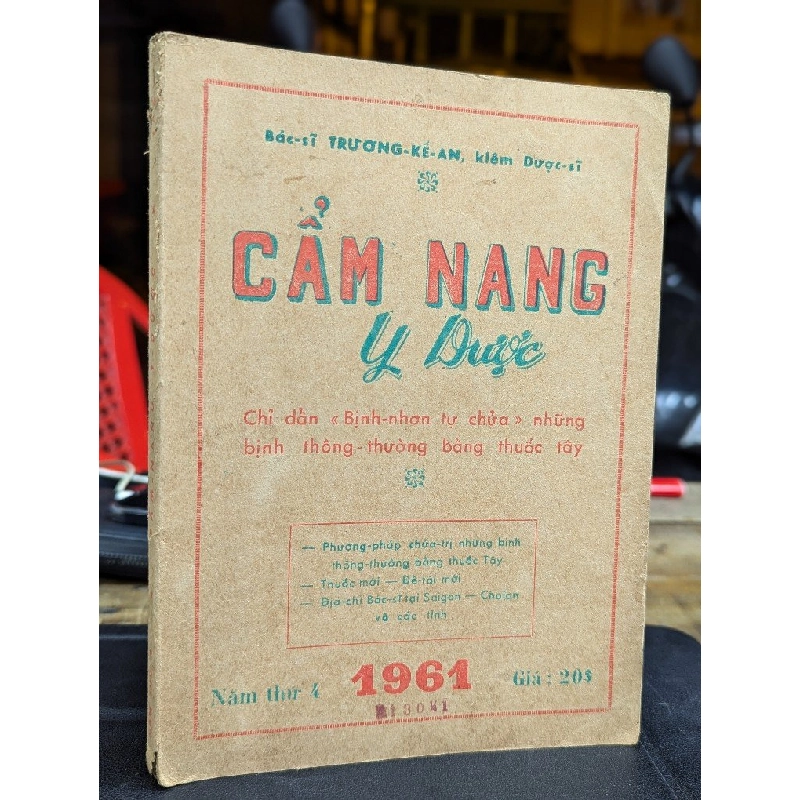 Bác-sĩ TRƯƠNG-KẾ-AN, kiêm Dược-sĩ
CẨM NANG
Y Dược
Chỉ dẫn «Bịnh-nhơn tự chữa» những
bịnh thông-thường bằng thuốc tây
— Phương-pháp chữa-trị những bịnh
thông-thường bằng thuốc Tây
— Thuốc mới — Đề-tài mới
— Địa-chỉ Bác-sĩ tại Saigon — Cholon
và các tỉnh
Năm thứ 4
1961
Giá : 20$